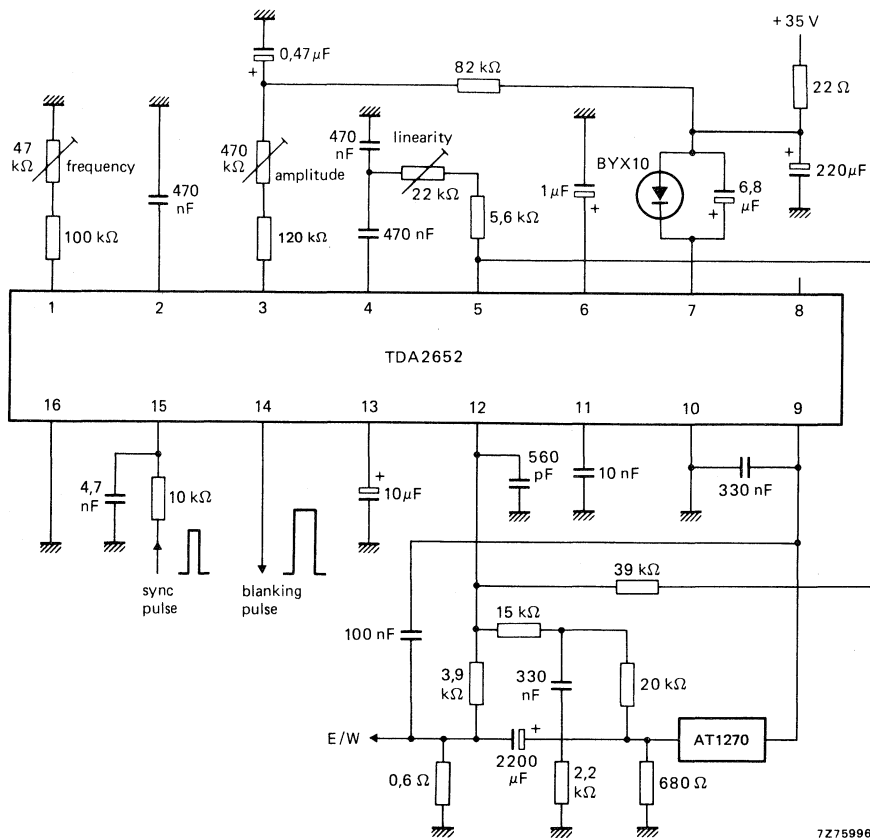 +35 V
0,47 µF
+
82 kΩ
22 Ω
47
kΩ
frequency
470
nF
470
kΩ
amplitude
470
nF
linearity
22 kΩ
1 µF
+
BYX10
6,8
µF
+
+
220 µF
100 kΩ
120 kΩ
470 nF
5,6 kΩ
1
2
3
4
5
6
7
8
TDA2652
16
15
14
13
12
11
10
9
4,7
nF
10 kΩ
+
10 µF
560
pF
10 nF
330 nF
sync
pulse
blanking
pulse
39 kΩ
100 nF
15 kΩ
3,9
kΩ
330
nF
20 kΩ
E/W
+
2200
µF
AT1270
0,6 Ω
2,2
kΩ
680 Ω
7Z75996